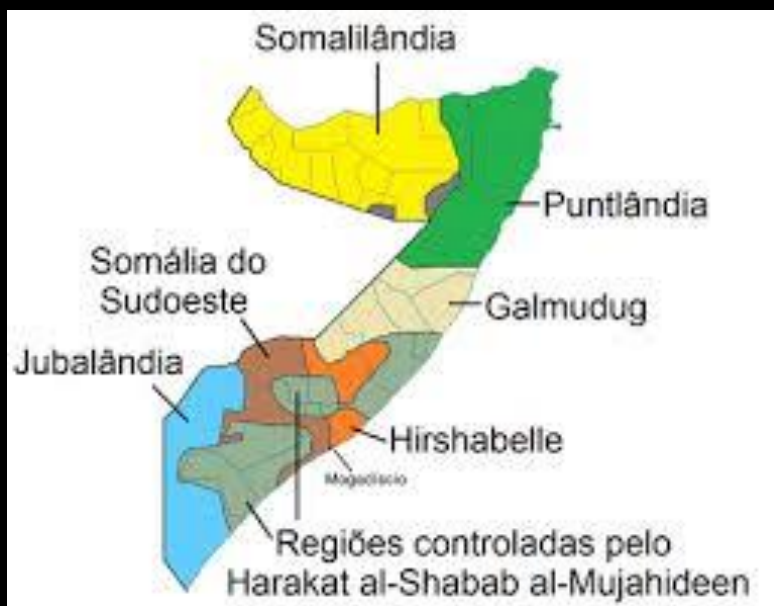 Somalilândia
Puntlândia
Somália do
Sudoeste
Galmudug
Jubalândia
Hirshabelle
Mogadíscio
Regiões controladas pelo
Harakat al-Shabab al-Mujahideen